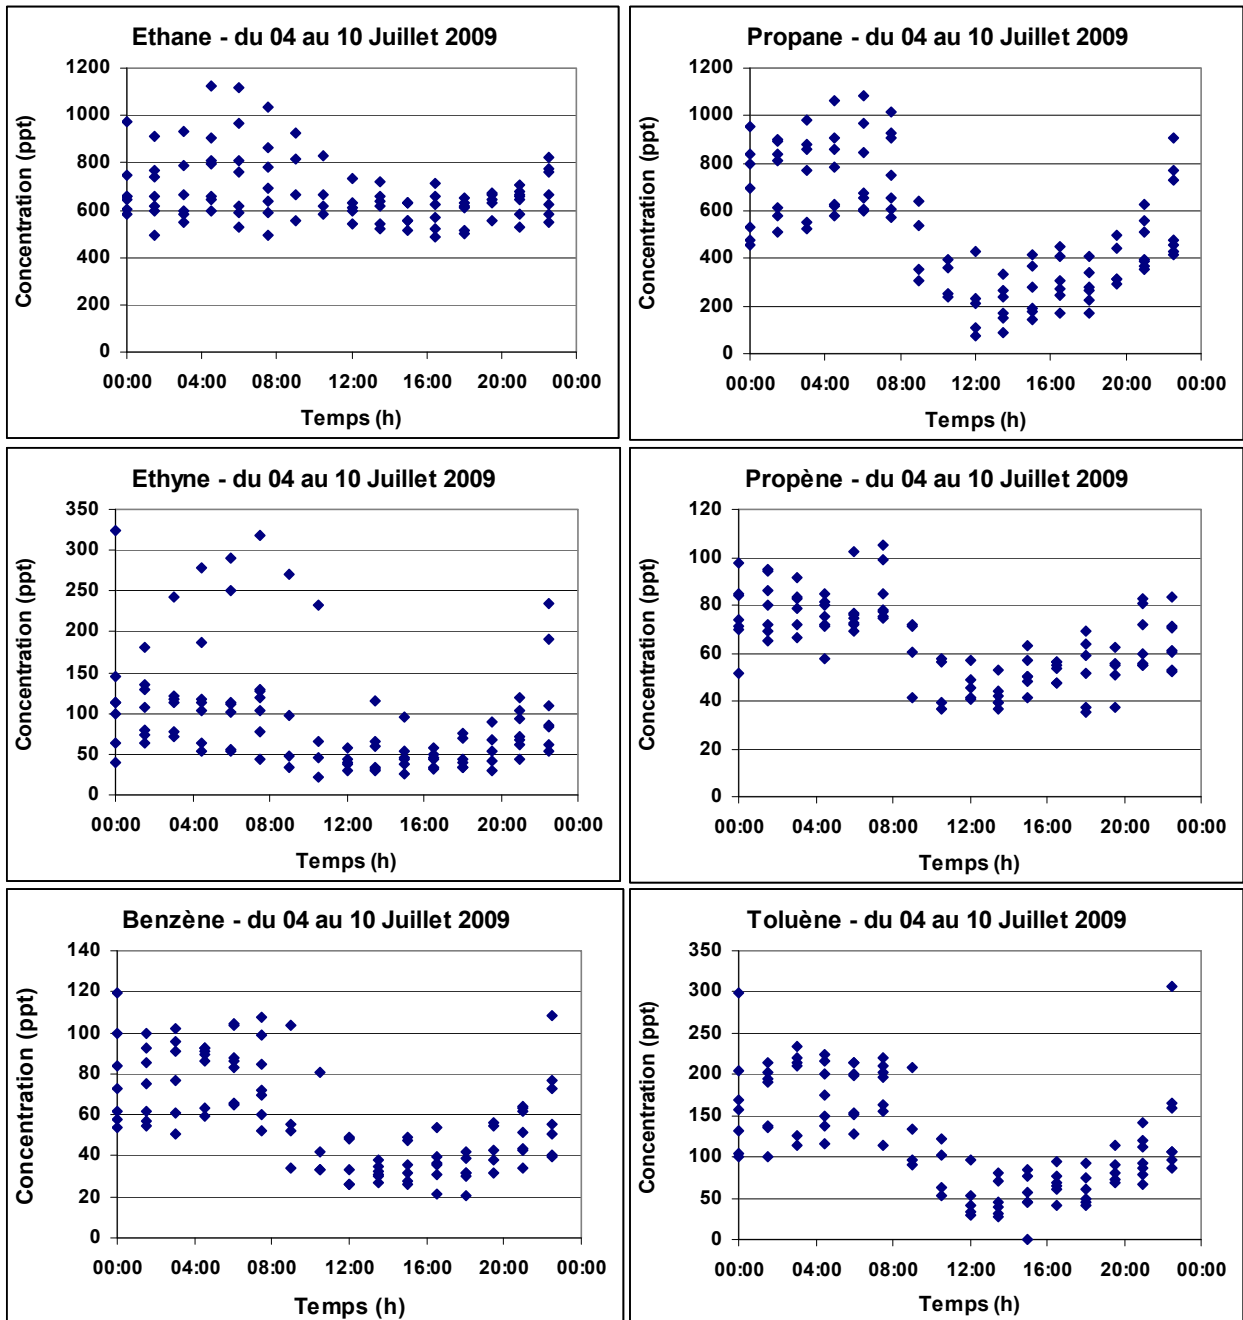 Ethane - du 04 au 10 Juillet 2009
Concentration (ppt)
1200
1000
800
600
400
200
0
00:00 04:00 08:00 12:00 16:00 20:00 00:00
Temps (h)
Propane - du 04 au 10 Juillet 2009
Concentration (ppt)
1200
1000
800
600
400
200
0
00:00 04:00 08:00 12:00 16:00 20:00 00:00
Temps (h)
Ethyne - du 04 au 10 Juillet 2009
Concentration (ppt)
350
300
250
200
150
100
50
0
00:00 04:00 08:00 12:00 16:00 20:00 00:00
Temps (h)
Propène - du 04 au 10 Juillet 2009
Concentration (ppt)
120
100
80
60
40
20
0
00:00 04:00 08:00 12:00 16:00 20:00 00:00
Temps (h)
Benzène - du 04 au 10 Juillet 2009
Concentration (ppt)
140
120
100
80
60
40
20
0
00:00 04:00 08:00 12:00 16:00 20:00 00:00
Temps (h)
Toluène - du 04 au 10 Juillet 2009
Concentration (ppt)
350
300
250
200
150
100
50
0
00:00 04:00 08:00 12:00 16:00 20:00 00:00
Temps (h)